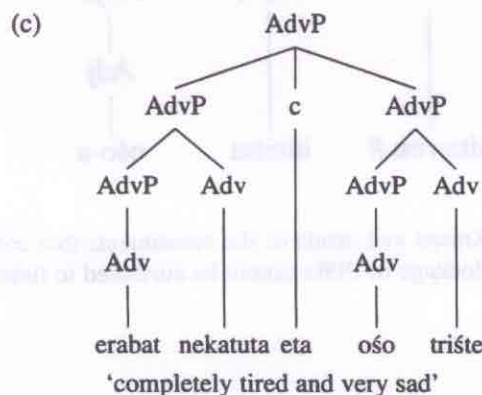 (c)
AdvP
AdvP c AdvP
AdvP Adv AdvP Adv
Adv Adv
erabat nekatuta eta ośo triśte
'completely tired and very sad'